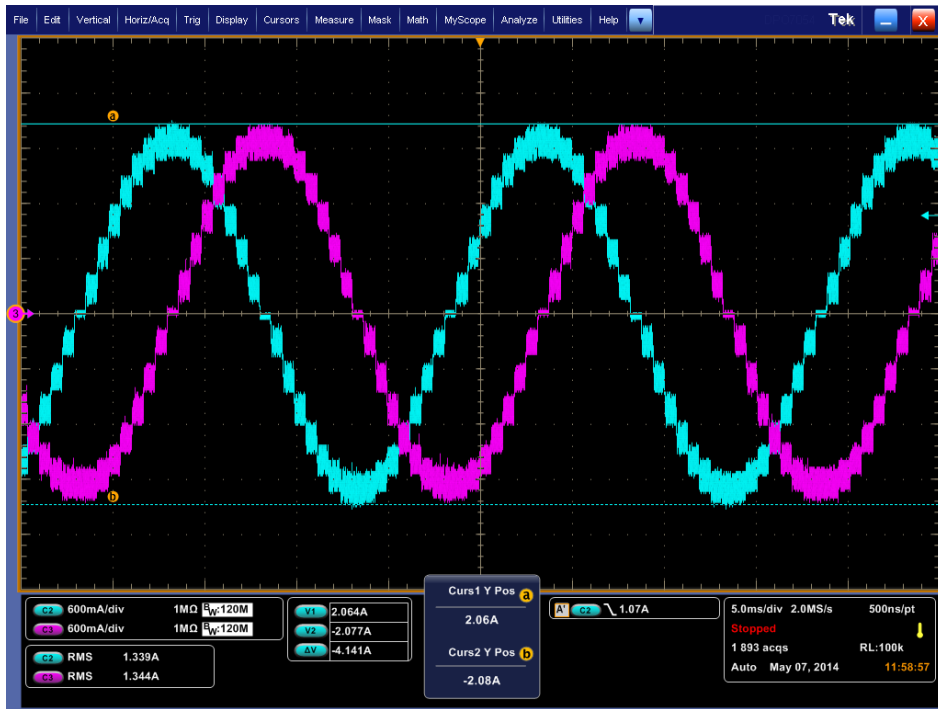 File Edit Vertical Horiz/Acq Trig Display Cursors Measure Mask Math MyScope Analyze Utilities Help Tek X
a
3
b
C2 600mA/div 1MΩ BW:120M
C3 600mA/div 1MΩ BW:120M
C2 RMS 1.339A
C3 RMS 1.344A
V1 2.064A
V2 -2.077A
ΔV -4.141A
Curs1 Y Pos a
2.06A
Curs2 Y Pos b
-2.08A
A' C2 1.07A
5.0ms/div 2.0MS/s 500ns/pt
Stopped
1 893 acqs RL:100k
Auto May 07, 2014 11:58:57